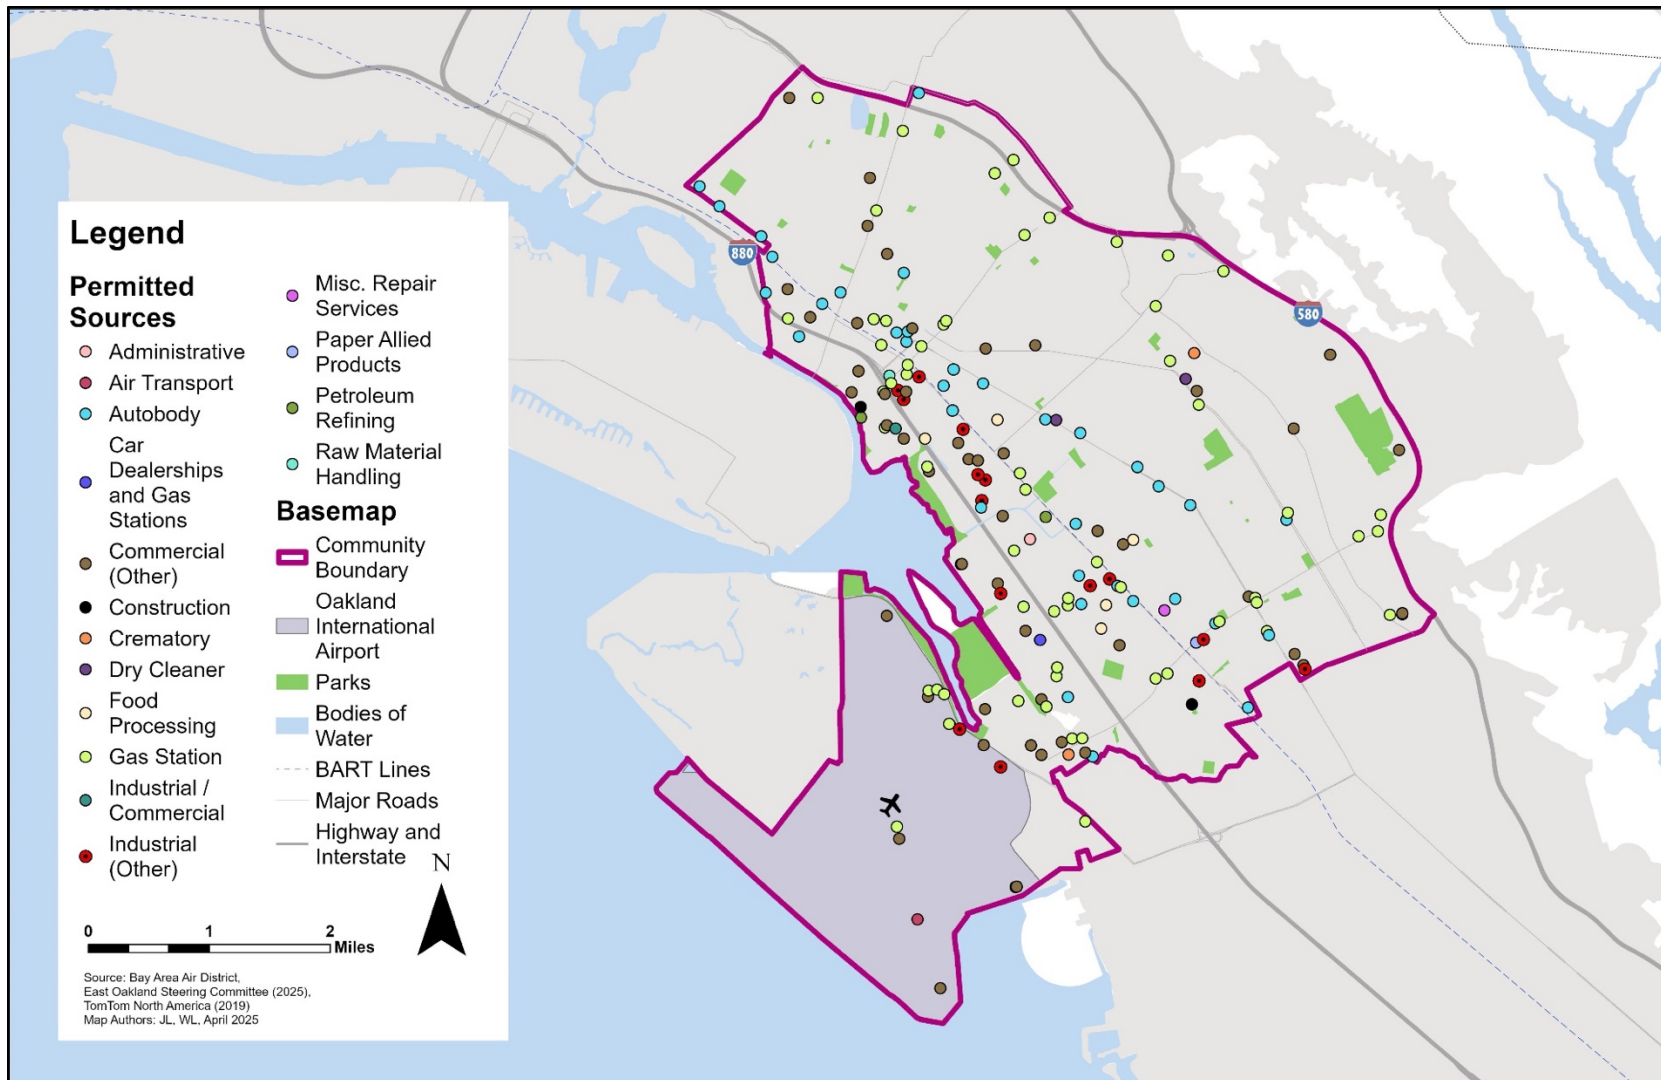 Legend
Permitted
Sources
Administrative
Air Transport
Autobody
Car
Dealerships
and Gas
Stations
Commercial
(Other)
Construction
Crematory
Dry Cleaner
Food
Processing
Gas Station
Industrial /
Commercial
Industrial
(Other)
Misc. Repair
Services
Paper Allied
Products
Petroleum
Refining
Raw Material
Handling
Basemap
Community
Boundary
Oakland
International
Airport
Parks
Bodies of
Water
BART Lines
Major Roads
Highway and
Interstate
N
0 1 2
Miles
Source: Bay Area Air District,
East Oakland Steering Committee (2025),
TomTom North America (2019)
Map Authors: JL, WL, April 2025
880
580